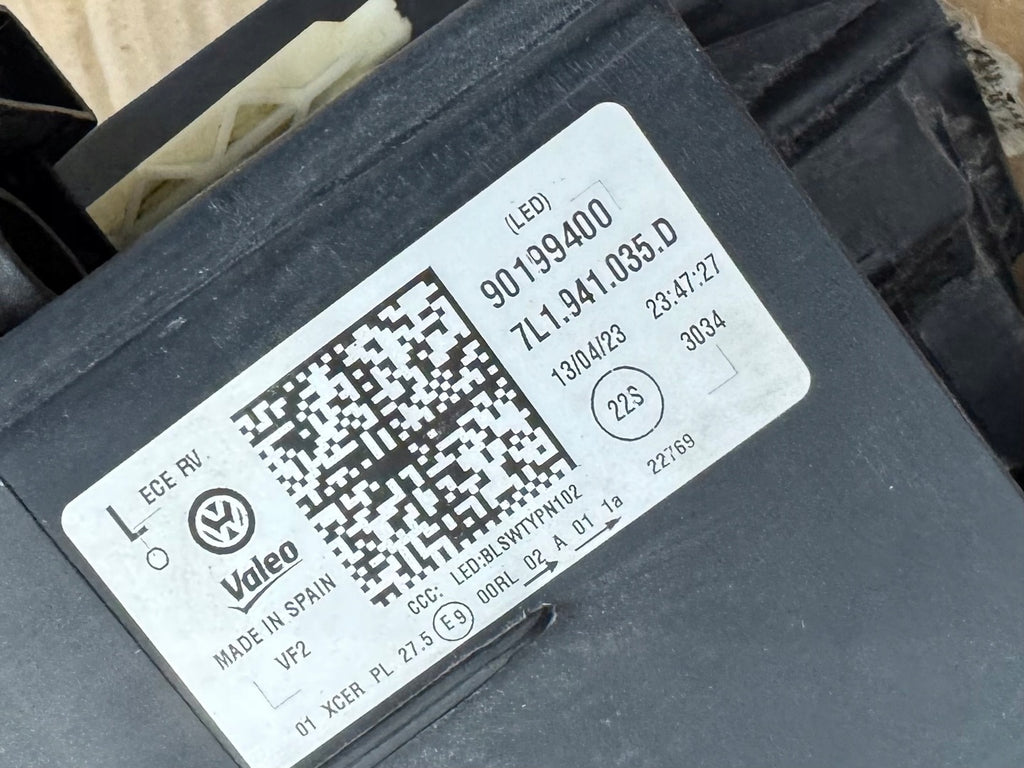 (LED)
90199400
7L1.941.035.D
13/04/23 23:47:27
22S 3034
22769
L ECE RV
VW
Valeo
MADE IN SPAIN
VF2
CCC: LED:BLSWTYPN102
01 XCER PL 27.5 E9 00RL 02 A 01 1a